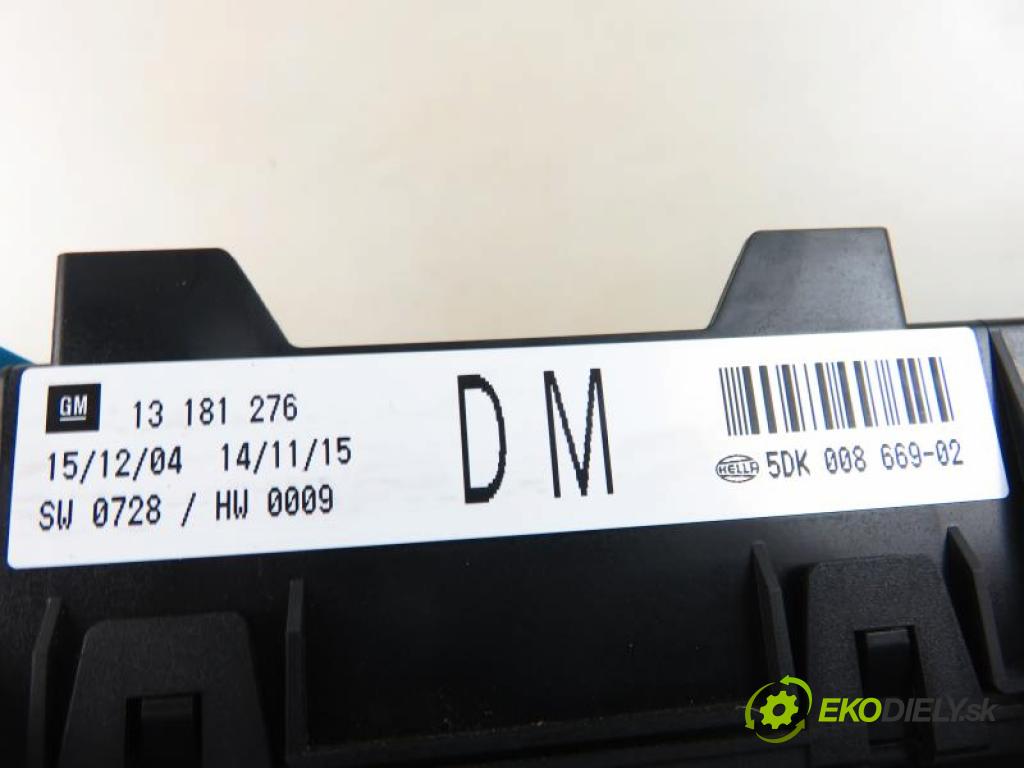 GM 13 181 276
15/12/04 14/11/15
SW 0728 / HW 0009
DM
HELLA 5DK 008 669-02
EKODIELY.sk